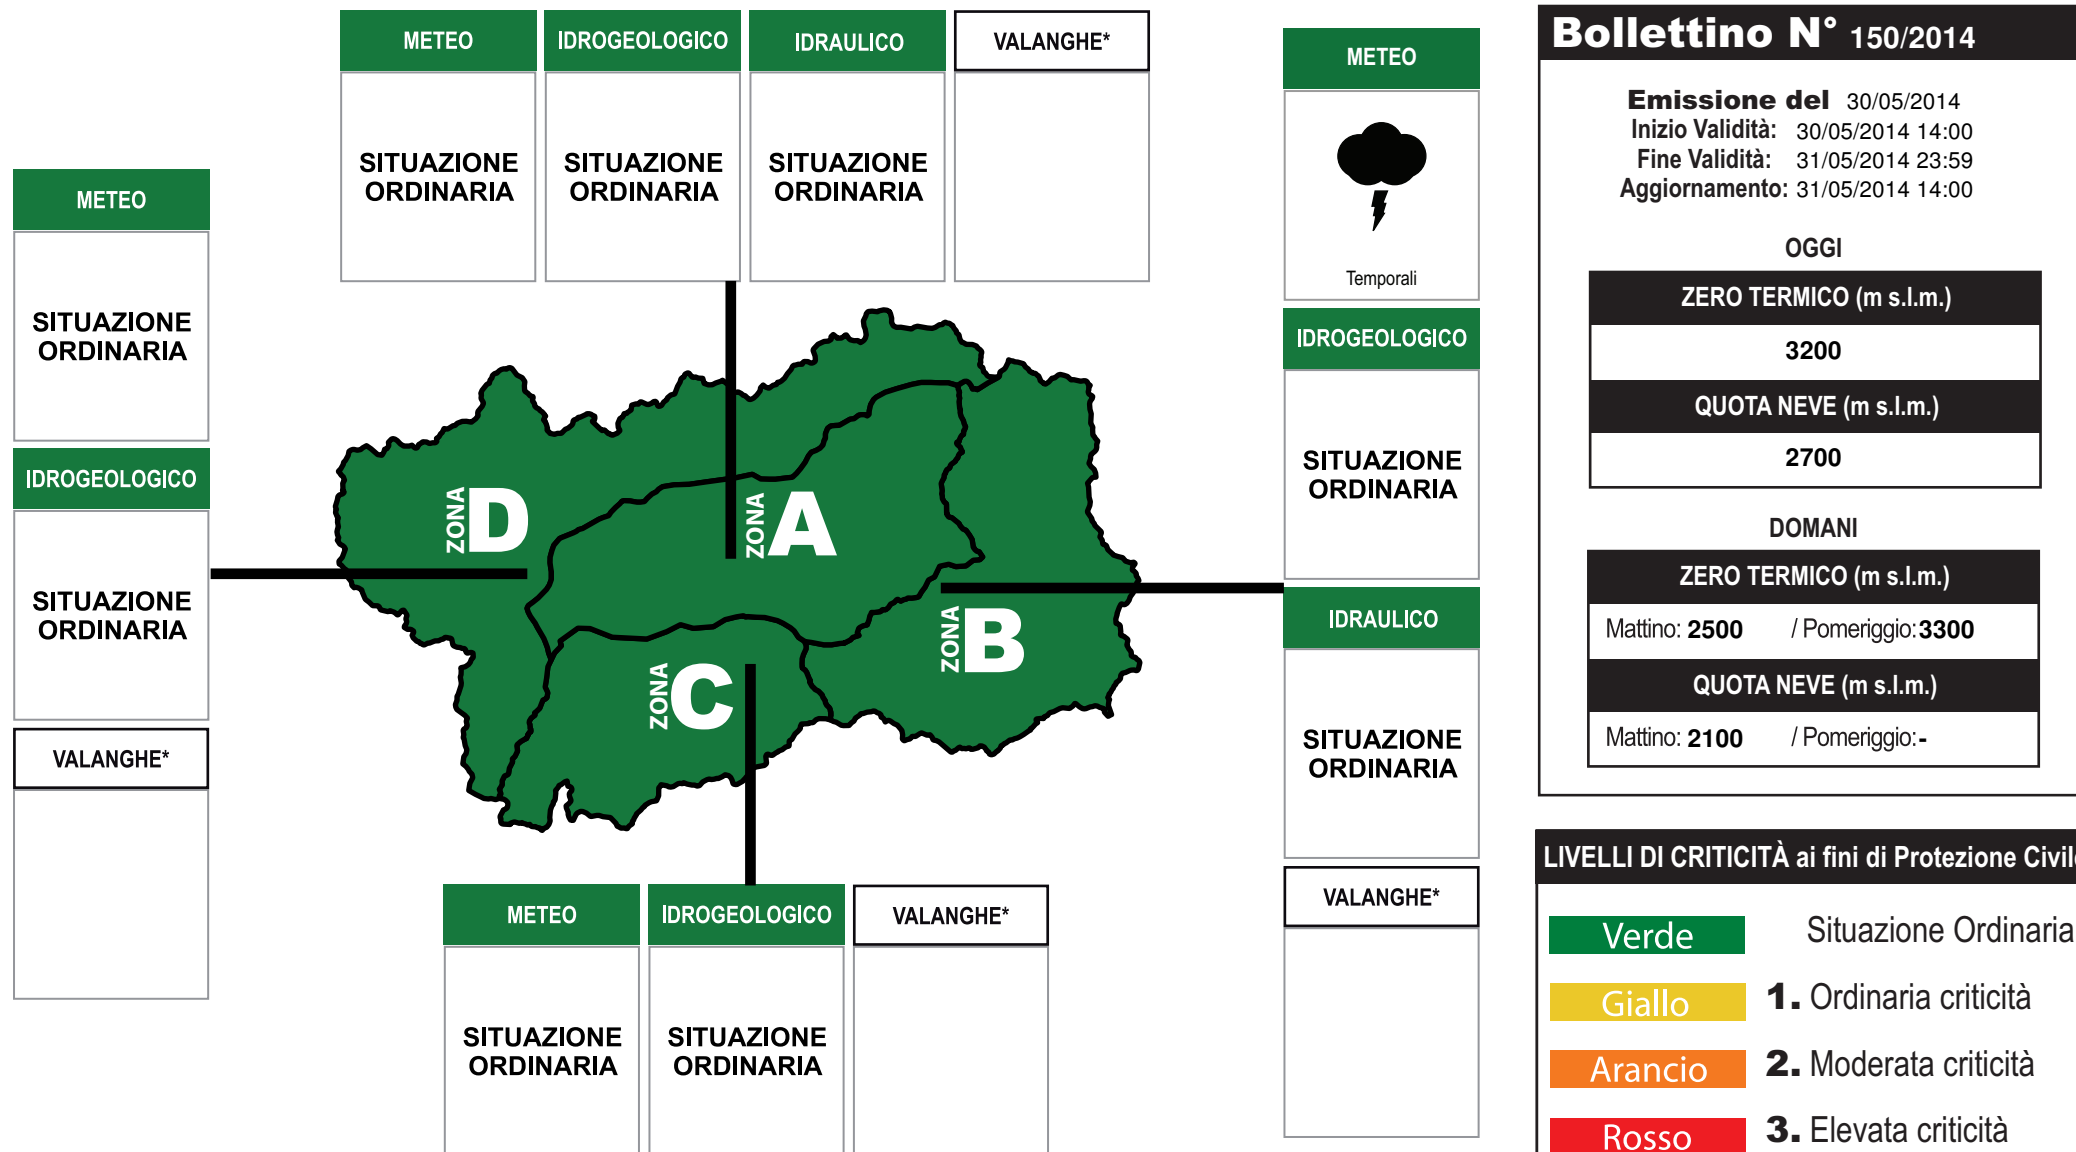 METEO IDROGEOLOGICO IDRAULICO VALANGHE*
SITUAZIONE ORDINARIA
SITUAZIONE ORDINARIA
SITUAZIONE ORDINARIA
METEO
SITUAZIONE
ORDINARIA
IDROGEOLOGICO
SITUAZIONE
ORDINARIA
VALANGHE*
ZONA D
ZONA A
ZONA B
ZONA C
METEO
Temporali
IDROGEOLOGICO
SITUAZIONE
ORDINARIA
IDRAULICO
SITUAZIONE
ORDINARIA
VALANGHE*
METEO IDROGEOLOGICO VALANGHE*
SITUAZIONE ORDINARIA
SITUAZIONE ORDINARIA
Bollettino N° 150/2014
Emissione del 30/05/2014
Inizio Validità: 30/05/2014 14:00
Fine Validità: 31/05/2014 23:59
Aggiornamento: 31/05/2014 14:00
OGGI
ZERO TERMICO (m s.l.m.)
3200
QUOTA NEVE (m s.l.m.)
2700
DOMANI
ZERO TERMICO (m s.l.m.)
Mattino: 2500 / Pomeriggio: 3300
QUOTA NEVE (m s.l.m.)
Mattino: 2100 / Pomeriggio: -
LIVELLI DI CRITICITÀ ai fini di Protezione Civile
Verde Situazione Ordinaria
Giallo 1. Ordinaria criticità
Arancio 2. Moderata criticità
Rosso 3. Elevata criticità